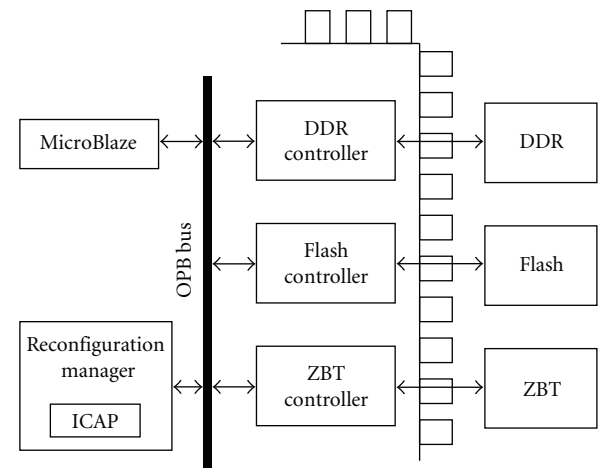 MicroBlaze
DDR
controller
DDR
OPB bus
Flash
controller
Flash
Reconfiguration
manager
ICAP
ZBT
controller
ZBT